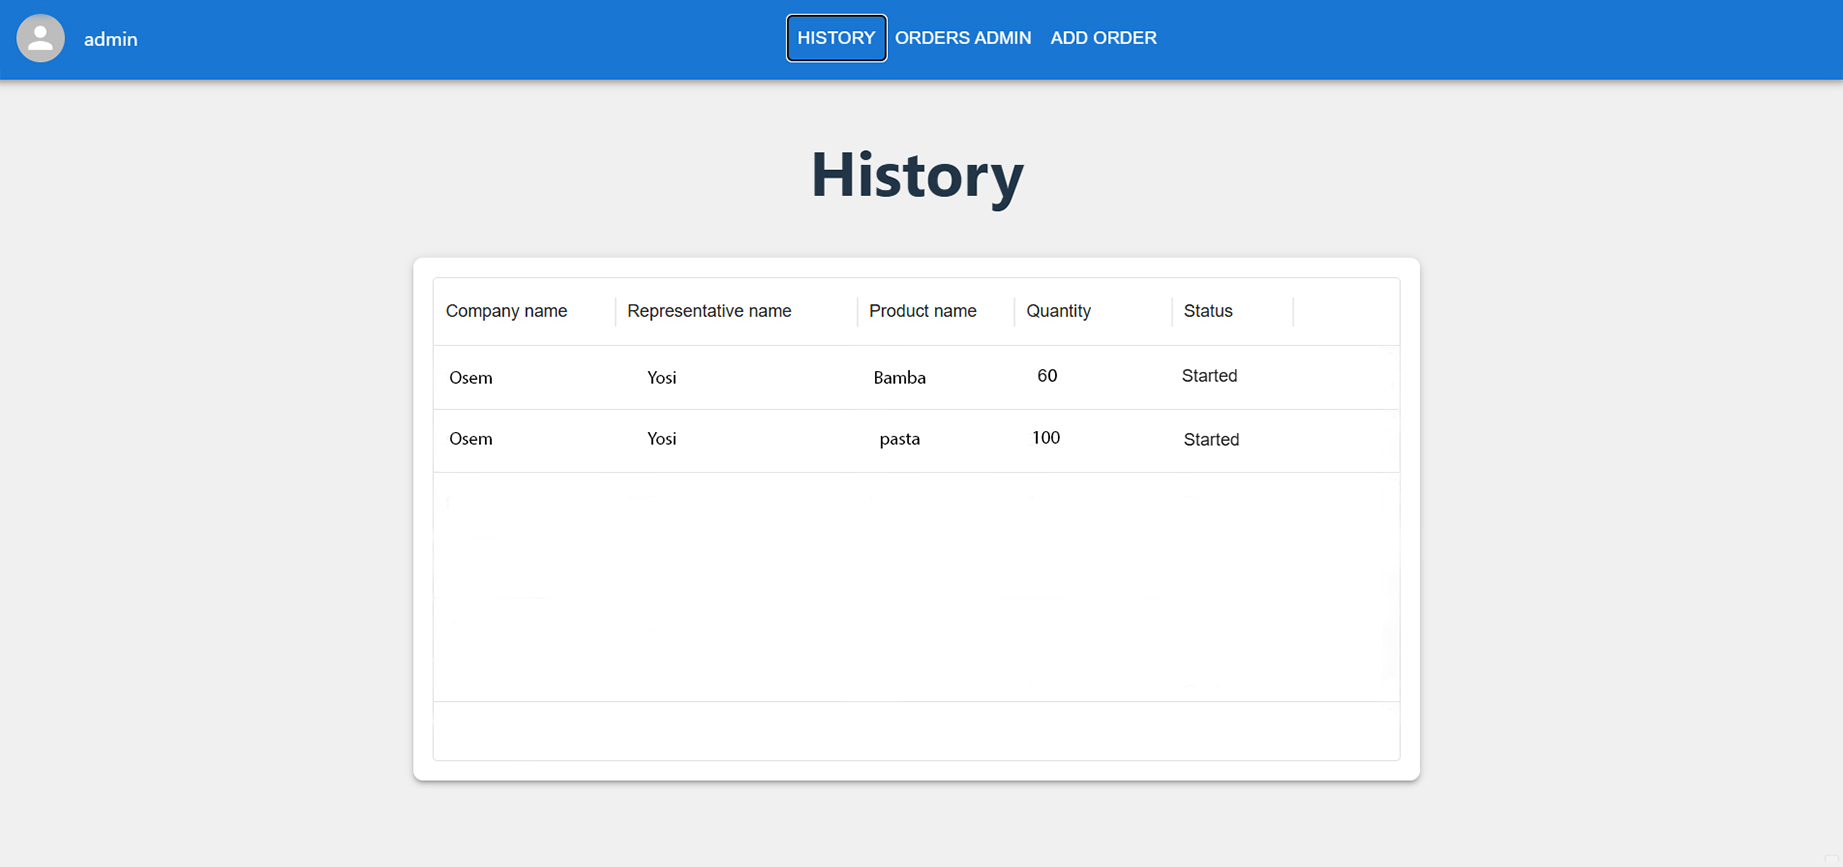 admin HISTORY ORDERS ADMIN ADD ORDER
History
Company name Representative name Product name Quantity Status
Osem Yosi Bamba 60 Started
Osem Yosi pasta 100 Started